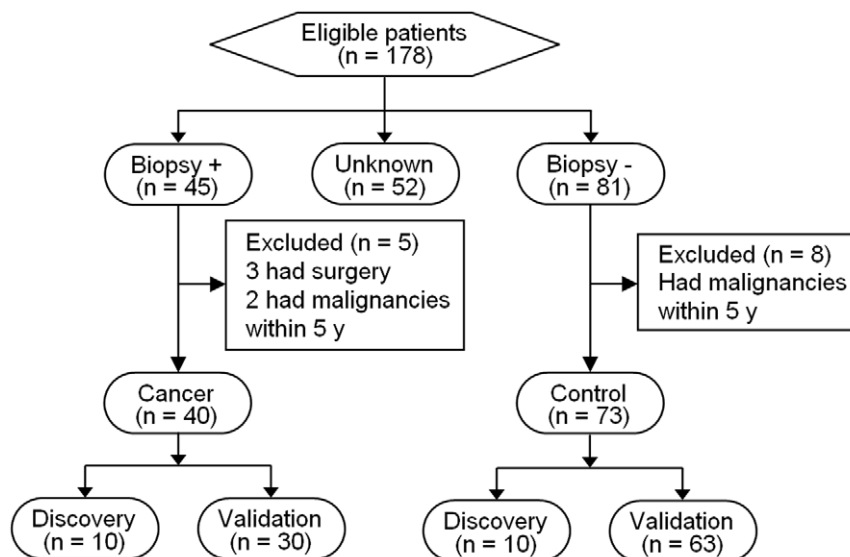 Eligible patients
(n = 178)
Biopsy +
(n = 45)
Unknown
(n = 52)
Biopsy -
(n = 81)
Excluded (n = 5)
3 had surgery
2 had malignancies
within 5 y
Excluded (n = 8)
Had malignancies
within 5 y
Cancer
(n = 40)
Control
(n = 73)
Discovery
(n = 10)
Validation
(n = 30)
Discovery
(n = 10)
Validation
(n = 63)